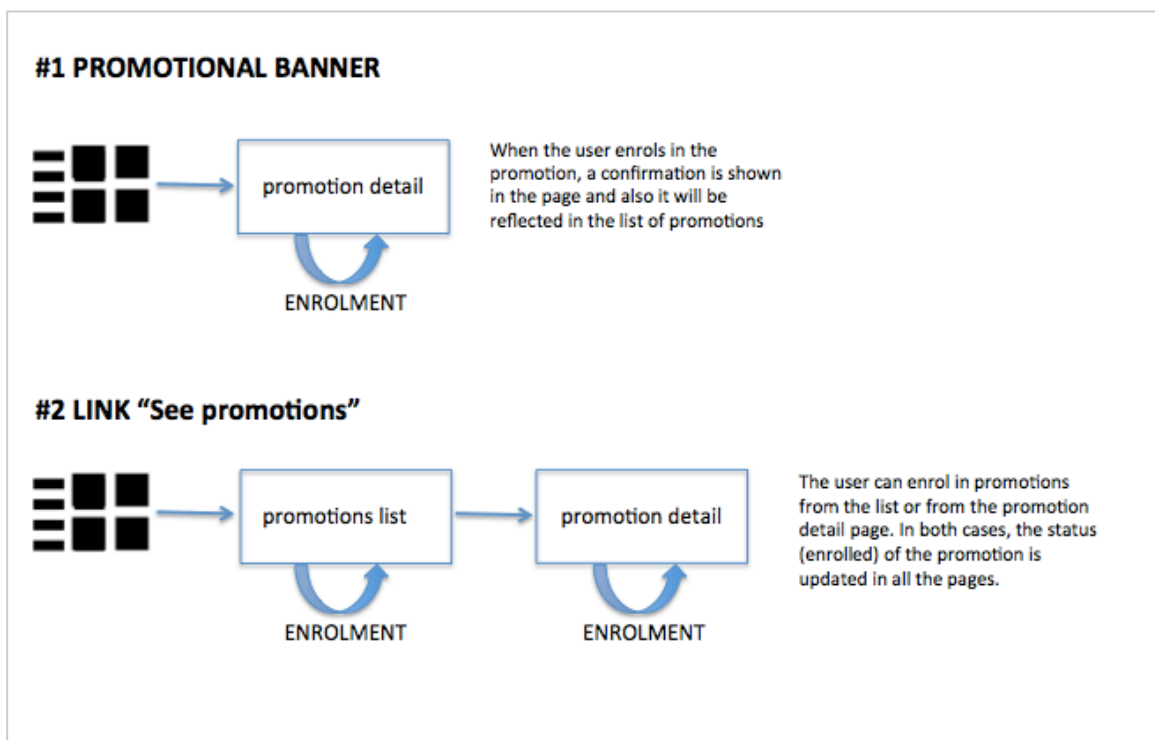 #1 PROMOTIONAL BANNER
promotion detail
When the user enrols in the
promotion, a confirmation is shown
in the page and also it will be
reflected in the list of promotions
ENROLMENT
#2 LINK “See promotions”
promotions list
promotion detail
The user can enrol in promotions
from the list or from the promotion
detail page. In both cases, the status
(enrolled) of the promotion is
updated in all the pages.
ENROLMENT
ENROLMENT